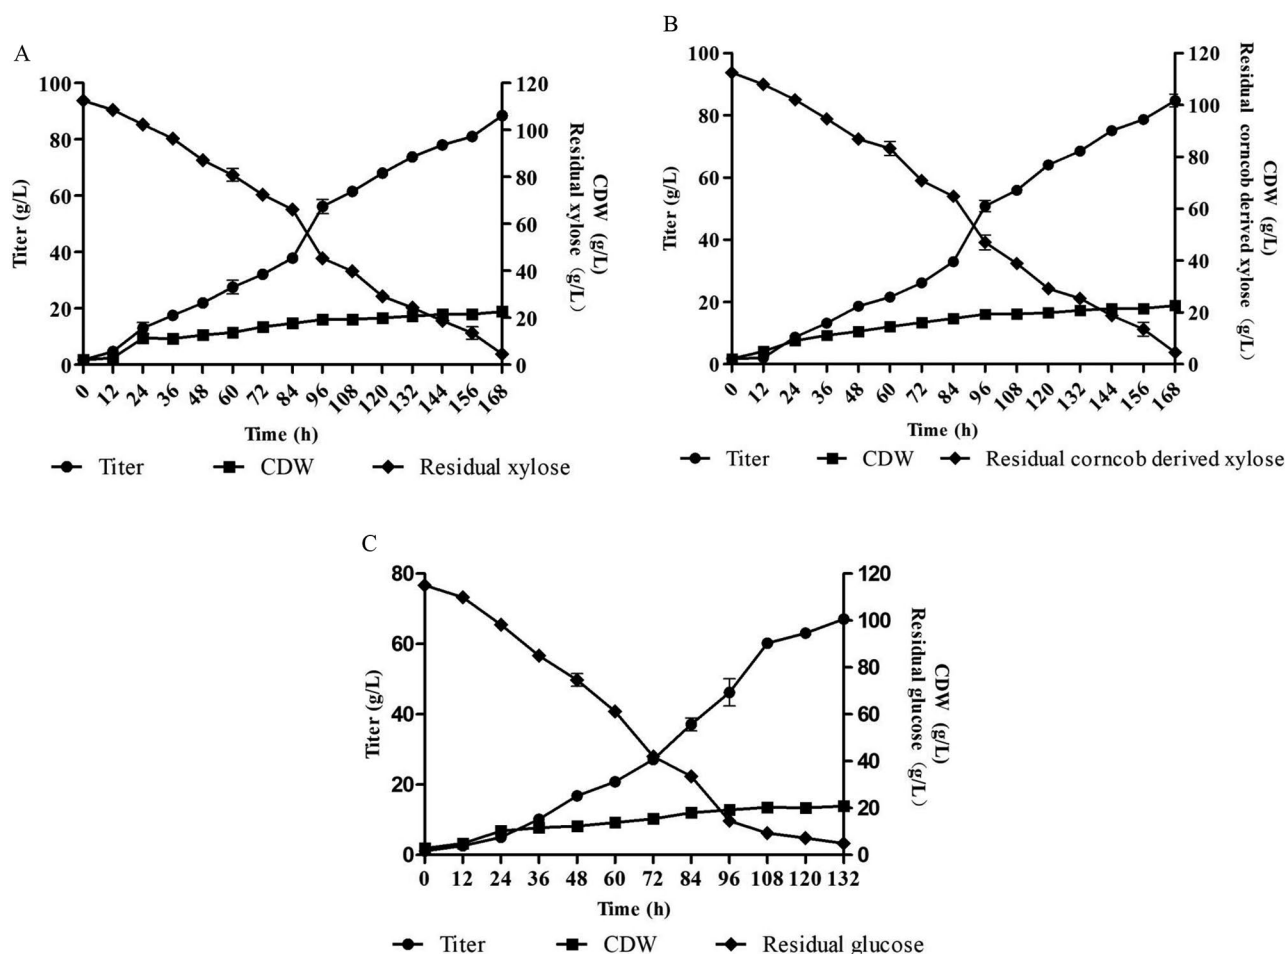 A
100
80
60
40
20
0
Titer (g/L)
120
100
80
60
40
20
0
CDW (g/L)
Residual xylose (g/L)
0 12 24 36 48 60 72 84 96 108 120 132 144 156 168
Time (h)
Titer CDW Residual xylose
B
100
80
60
40
20
0
Titer (g/L)
120
100
80
60
40
20
0
CDW (g/L)
Residual corncob derived xylose (g/L)
0 12 24 36 48 60 72 84 96 108 120 132 144 156 168
Time (h)
Titer CDW Residual corncob derived xylose
C
80
60
40
20
0
Titer (g/L)
120
100
80
60
40
20
0
CDW (g/L)
Residual glucose (g/L)
0 12 24 36 48 60 72 84 96 108 120 132
Time (h)
Titer CDW Residual glucose